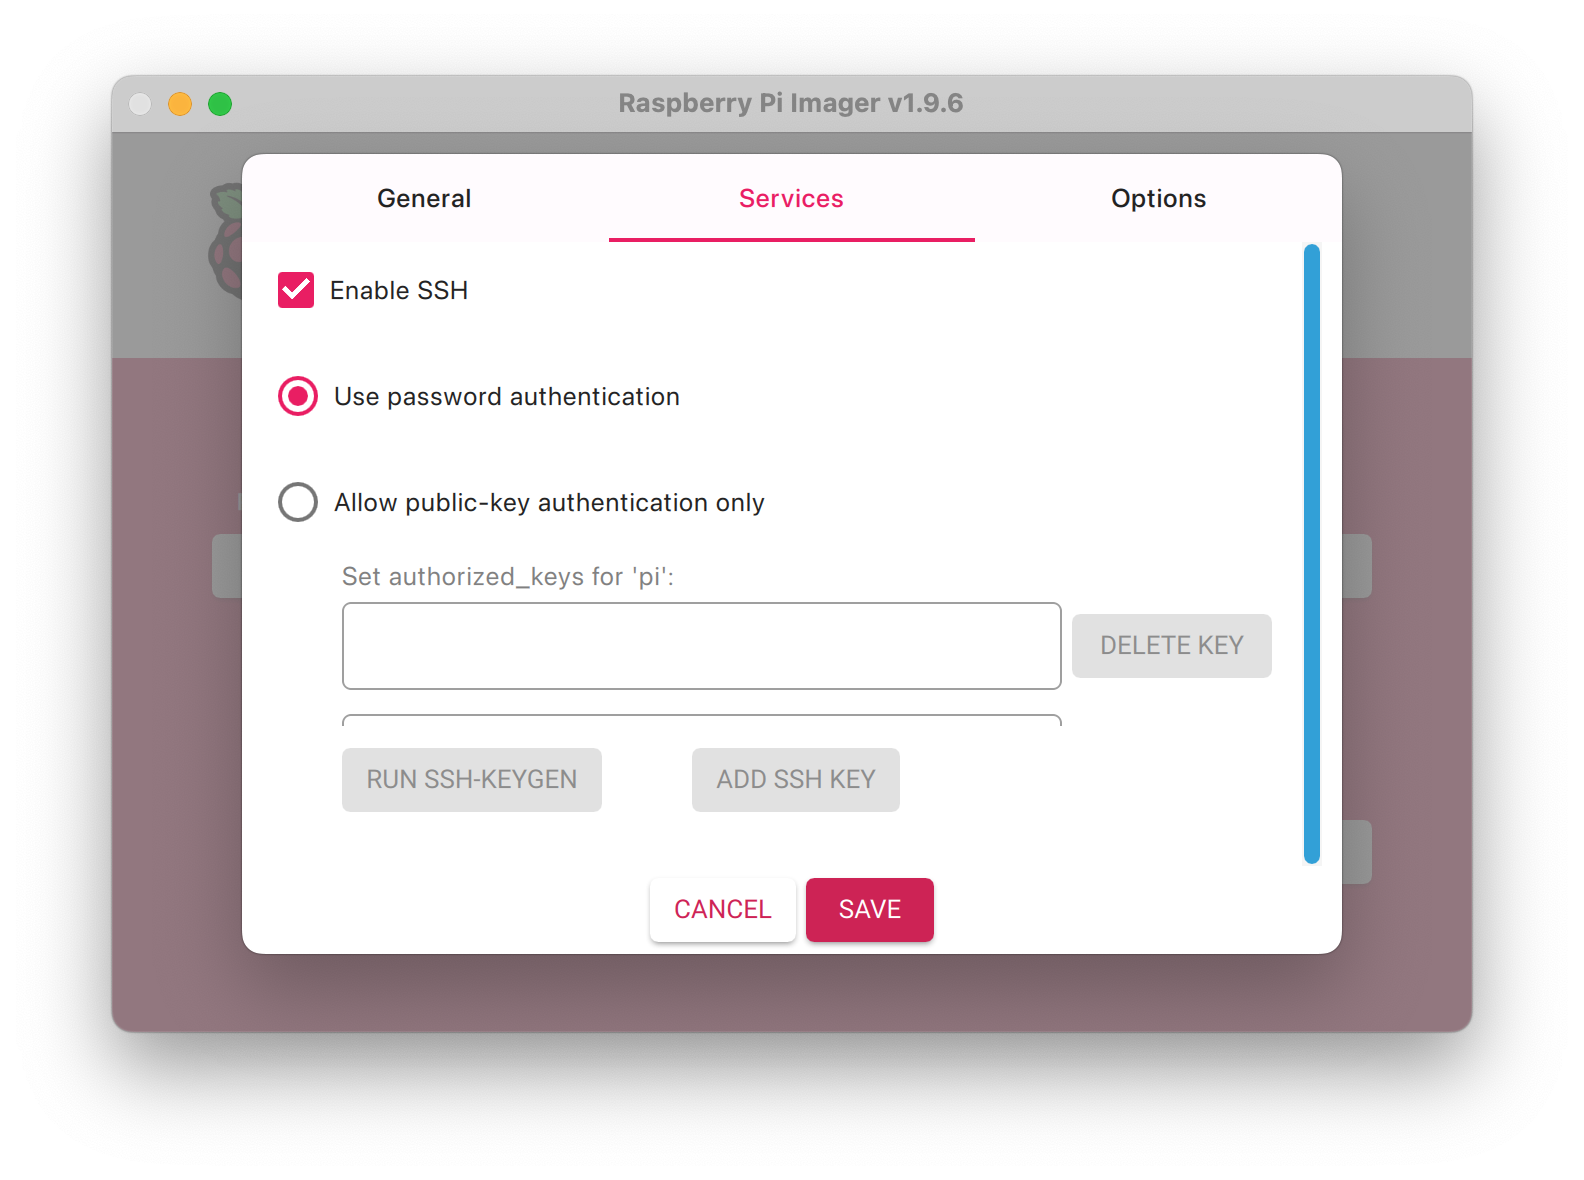 Raspberry Pi Imager v1.9.6
General
Services
Options
Enable SSH
Use password authentication
Allow public-key authentication only
Set authorized_keys for 'pi':
DELETE KEY
RUN SSH-KEYGEN
ADD SSH KEY
CANCEL
SAVE